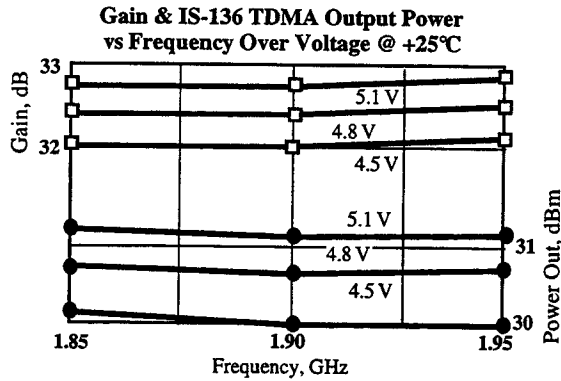 Gain & IS-136 TDMA Output Power
vs Frequency Over Voltage @ +25℃
33
5.1 V
Gain, dB
4.8 V
32
4.5 V
5.1 V
4.8 V
31
4.5 V
Power Out, dBm
30
1.85
1.90
1.95
Frequency, GHz